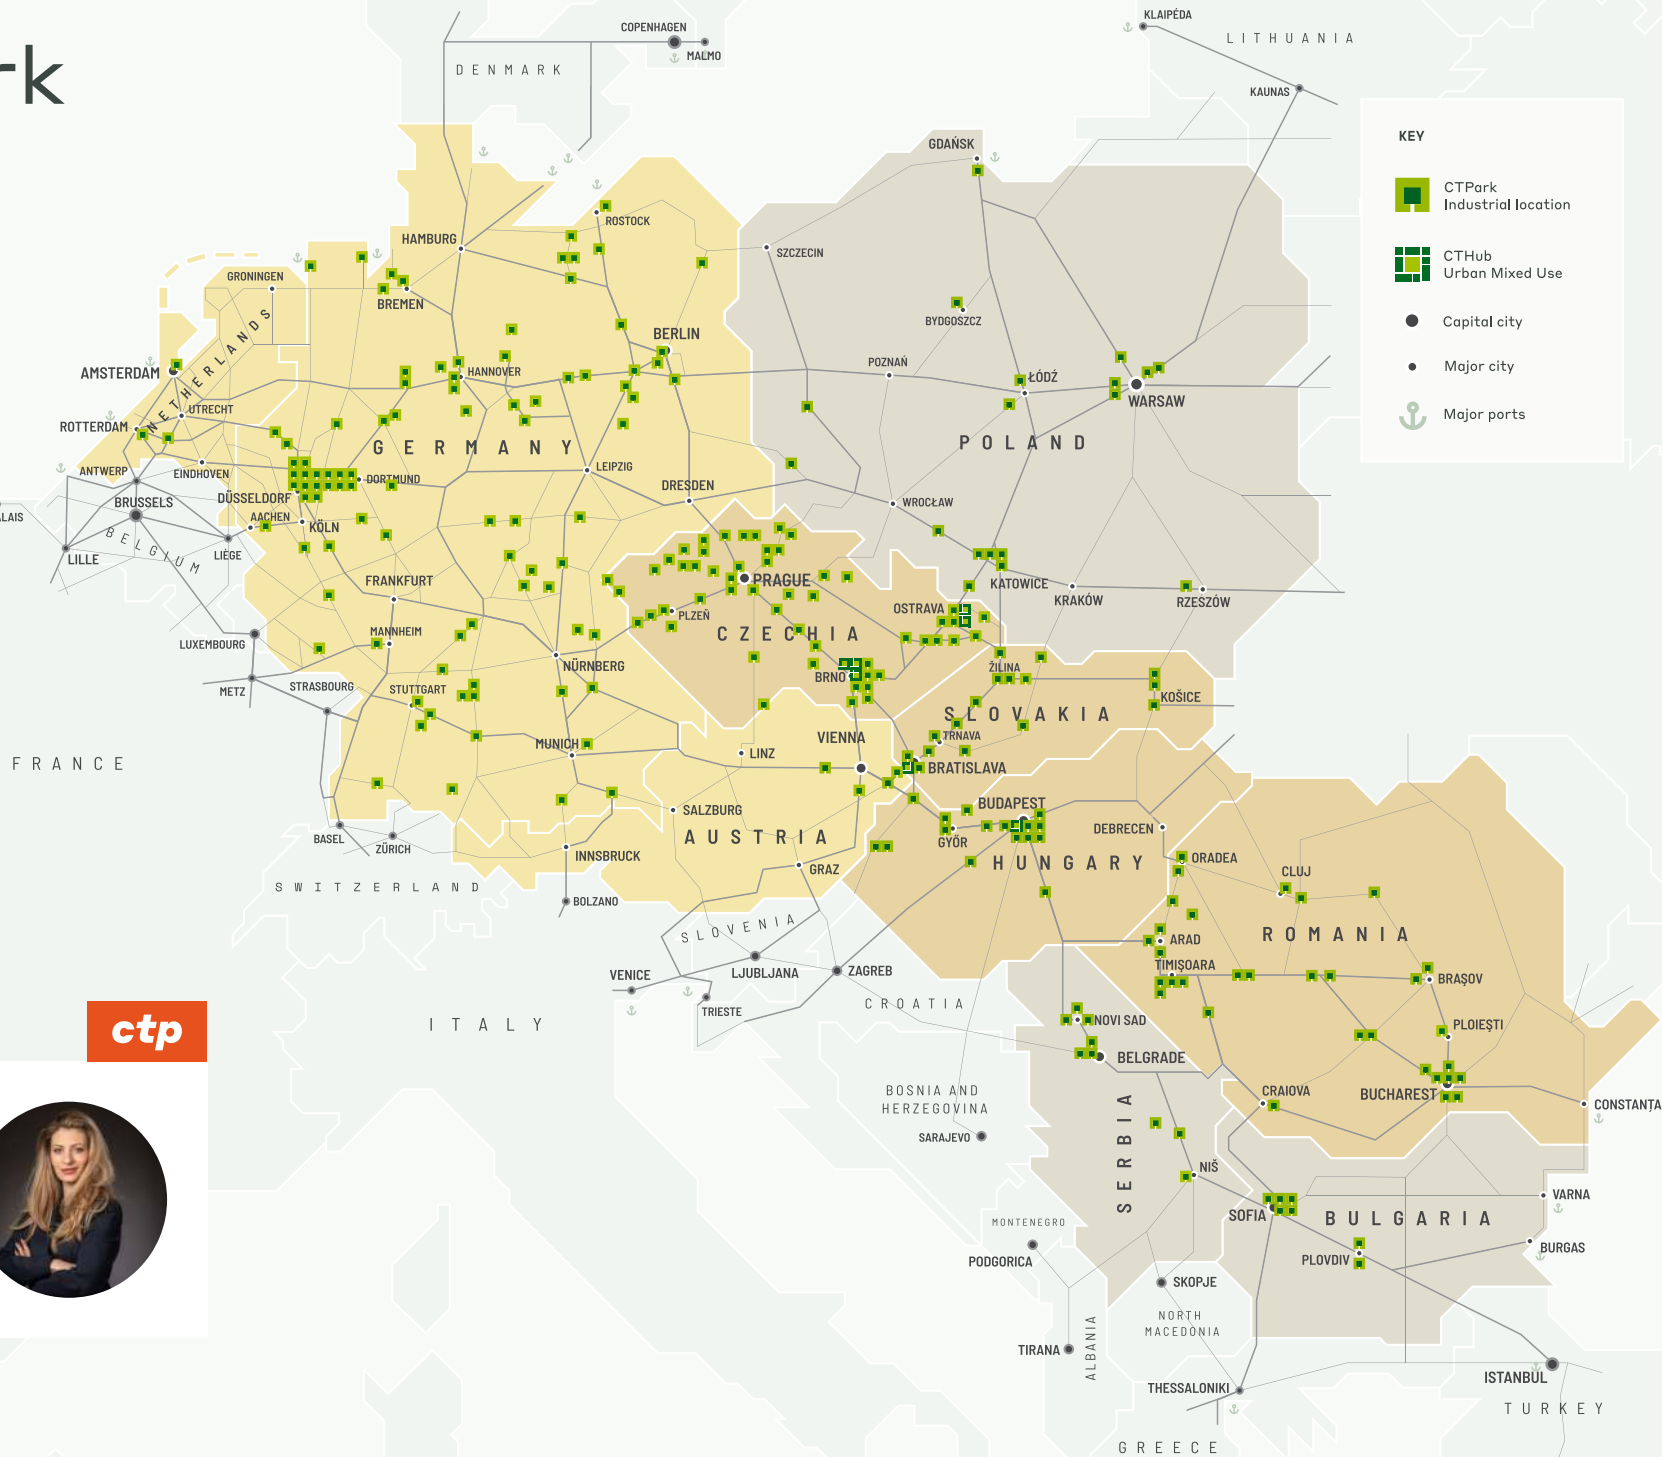 rk
KEY
CTPark
Industrial location
CTHub
Urban Mixed Use
Capital city
Major city
Major ports
KLAIPÉDA
LITHUANIA
KAUNAS
COPENHAGEN
MALMO
DENMARK
GDAŃSK
ROSTOCK
HAMBURG
SZCZECIN
GRONINGEN
BREMEN
BYDGOSZCZ
BERLIN
NETHERLANDS
AMSTERDAM
HANNOVER
POZNAŃ
ŁÓDŹ
WARSAW
UTRECHT
ROTTERDAM
GERMANY
POLAND
ANTWERP
EINDHOVEN
DORTMUND
LEIPZIG
DRESDEN
BRUSSELS
DÜSSELDORF
WROCŁAW
LAIS
AACHEN
KÖLN
BELGIUM
LIÈGE
LILLE
FRANKFURT
PRAGUE
KATOWICE
KRAKÓW
RZESZÓW
OSTRAVA
PLZEŇ
LUXEMBOURG
MANNHEIM
CZECHIA
NÜRNBERG
ŽILINA
METZ
STRASBOURG
STUTTGART
BRNO
KOŠICE
SLOVAKIA
FRANCE
MUNICH
LINZ
VIENNA
TRNAVA
BRATISLAVA
SALZBURG
BUDAPEST
BASEL
ZÜRICH
AUSTRIA
GYŐR
DEBRECEN
INNSBRUCK
HUNGARY
ORADEA
SWITZERLAND
GRAZ
CLUJ
BOLZANO
SLOVENIA
ROMANIA
ARAD
VENICE
LJUBLJANA
ZAGREB
TIMIȘOARA
BRAȘOV
CROATIA
TRIESTE
ITALY
NOVI SAD
PLOIEȘTI
ctp
BELGRADE
BOSNIA AND
HERZEGOVINA
CRAIOVA
BUCHAREST
CONSTANȚA
SARAJEVO
SERBIA
NIŠ
VARNA
MONTENEGRO
SOFIA
BULGARIA
PODGORICA
PLOVDIV
BURGAS
SKOPJE
NORTH
MACEDONIA
TIRANA
ALBANIA
THESSALONIKI
ISTANBUL
TURKEY
GREECE